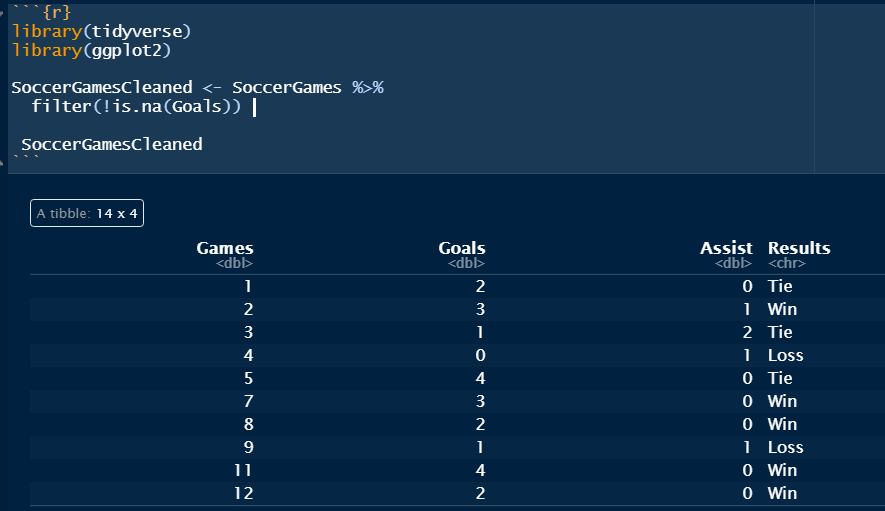 ```{r}
library(tidyverse)
library(ggplot2)
SoccerGamesCleaned <- SoccerGames %>%
filter(!is.na(Goals))
SoccerGamesCleaned
```
A tibble: 14 x 4
Games Goals Assist Results
<dbl> <dbl> <dbl> <chr>
1 2 0 Tie
2 3 1 Win
3 1 2 Tie
4 0 1 Loss
5 4 0 Tie
7 3 0 Win
8 2 0 Win
9 1 1 Loss
11 4 0 Win
12 2 0 Win